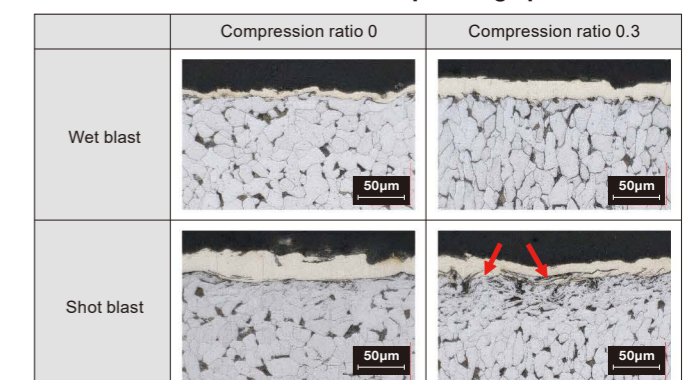 Compression ratio 0 Compression ratio 0.3
Wet blast
50μm 50μm
Shot blast
50μm 50μm